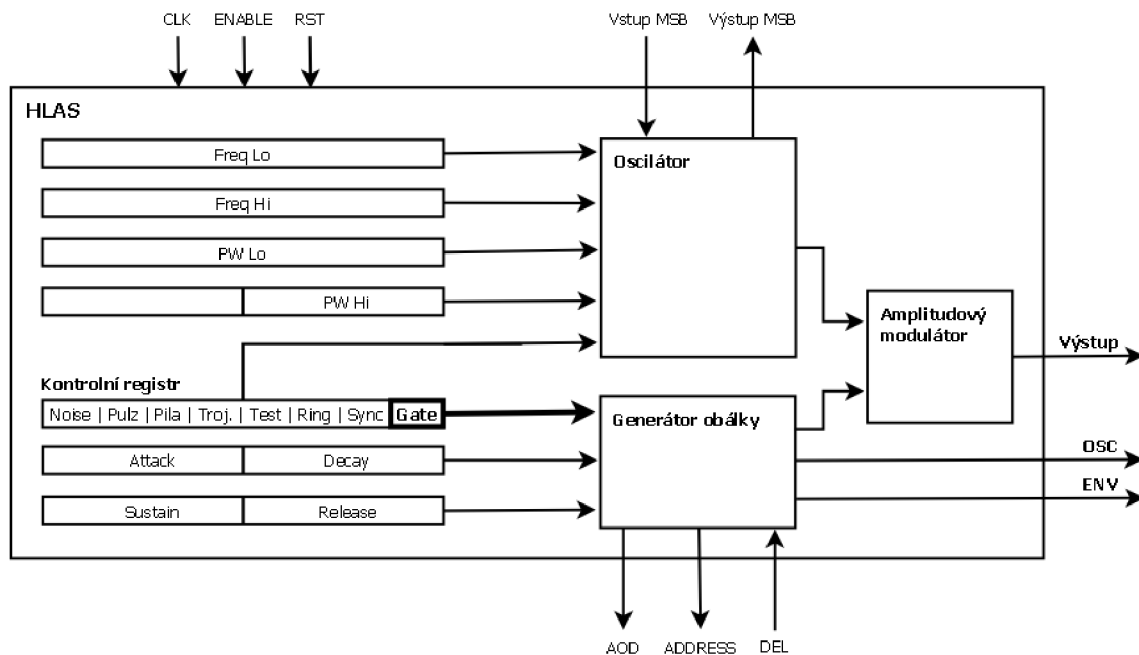 CLK ENABLE RST Vstup MSB Výstup MSB
HLAS
Freq Lo
Oscilátor
Freq Hi
PW Lo
PW Hi
Amplitudový
modulátor
Výstup
Kontrolní registr
Noise | Pulz | Pila | Troj. | Test | Ring | Sync Gate
Generátor obálky
Attack Decay
OSC
ENV
Sustain Release
AOD ADDRESS DEL